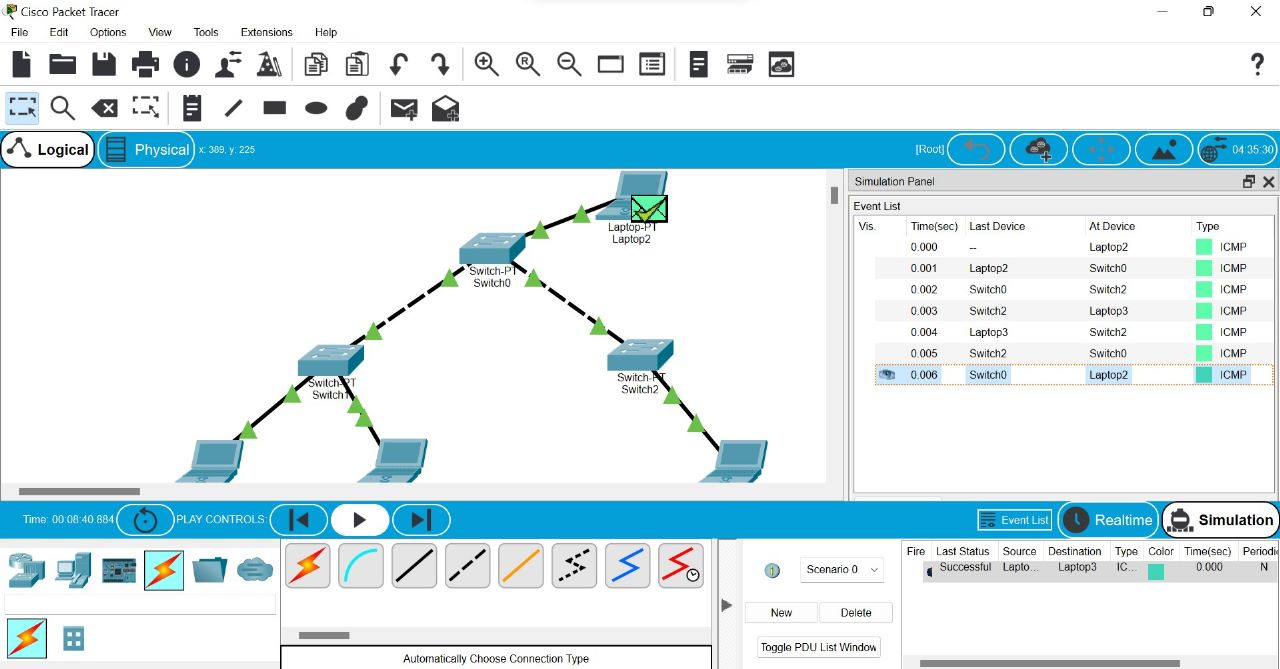 Cisco Packet Tracer
File Edit Options View Tools Extensions Help
Logical Physical x: 389, y: 225 [Root] 04:35:30
Simulation Panel
Event List
Vis. Time(sec) Last Device At Device Type
0.000 -- Laptop2 ICMP
0.001 Laptop2 Switch0 ICMP
0.002 Switch0 Switch2 ICMP
0.003 Switch2 Laptop3 ICMP
0.004 Laptop3 Switch2 ICMP
0.005 Switch2 Switch0 ICMP
0.006 Switch0 Laptop2 ICMP
Laptop-PT
Laptop2
Switch-PT
Switch0
Switch-PT
Switch1
Switch-PT
Switch2
Time: 00:08:40.884 PLAY CONTROLS: Event List Realtime Simulation
Scenario 0
New Delete
Toggle PDU List Window
Fire Last Status Source Destination Type Color Time(sec) Periodi
Successful Lapto... Laptop3 IC... 0.000 N
Automatically Choose Connection Type